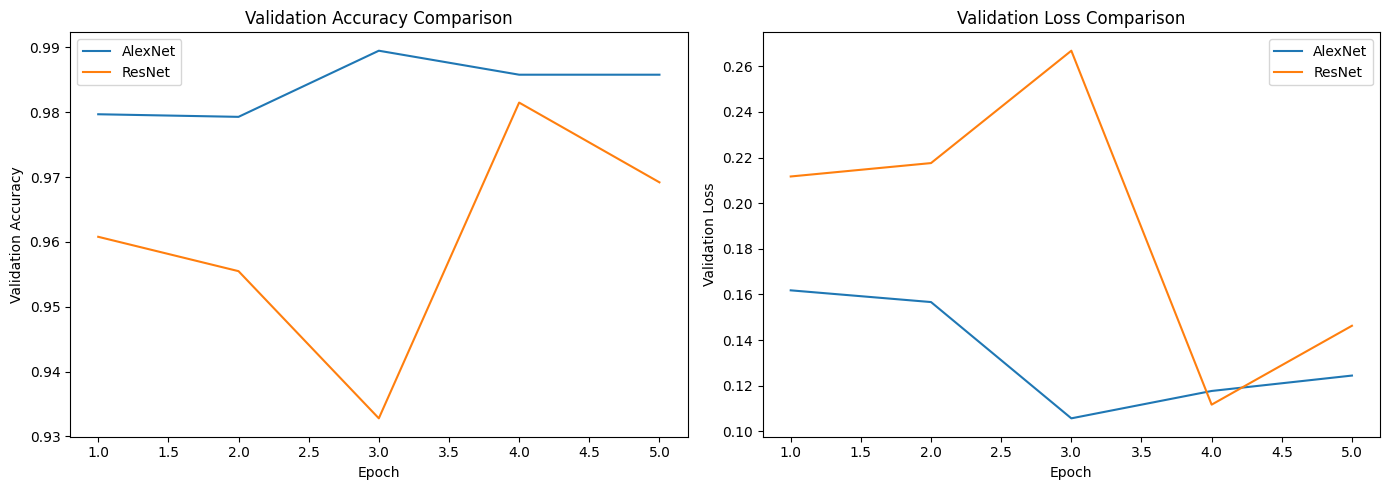 Validation Accuracy Comparison
AlexNet
ResNet
0.99
0.98
0.97
0.96
0.95
0.94
0.93
Validation Accuracy
1.0 1.5 2.0 2.5 3.0 3.5 4.0 4.5 5.0
Epoch
Validation Loss Comparison
AlexNet
ResNet
0.26
0.24
0.22
0.20
0.18
0.16
0.14
0.12
0.10
Validation Loss
1.0 1.5 2.0 2.5 3.0 3.5 4.0 4.5 5.0
Epoch